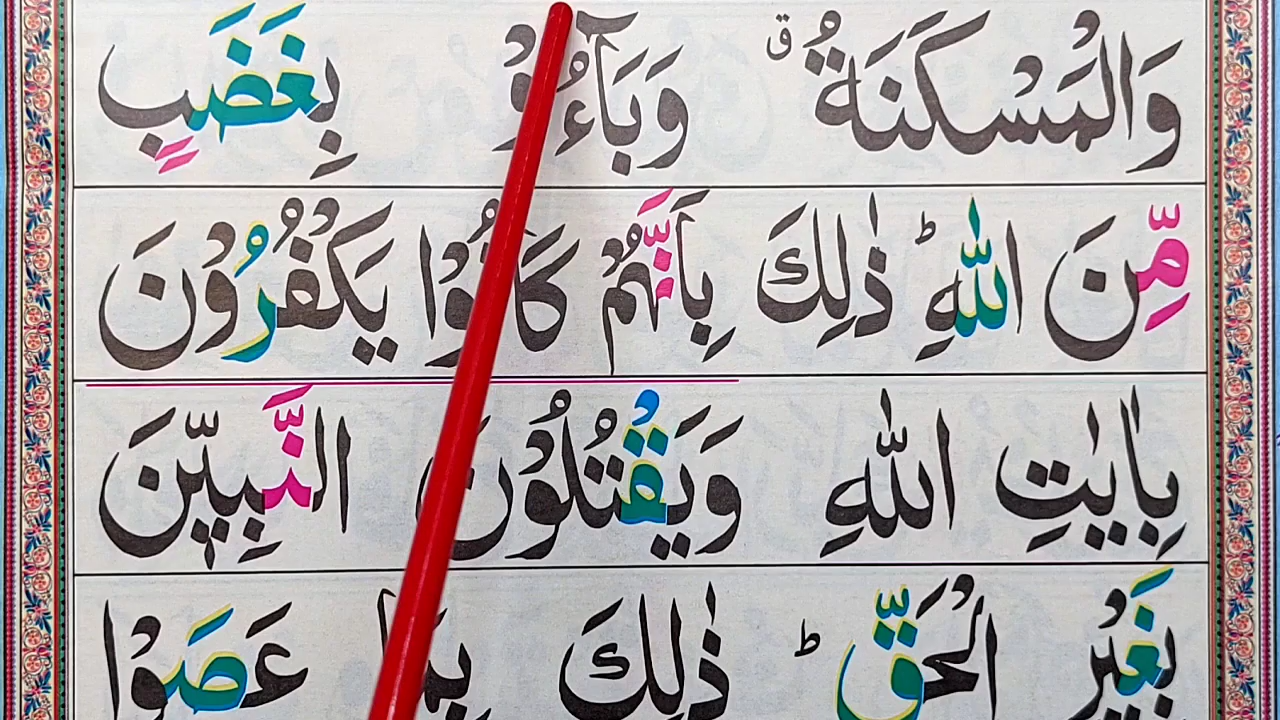 وَالْمَسْكَنَةُ ۗق وَبَآءُوْ بِغَضَبٍ
مِّنَ اللّٰهِ ؕ ذٰلِكَ بِاَنَّهُمْ كَانُوْا يَكْفُرُوْنَ
بِاٰيٰتِ اللّٰهِ وَيَقْتُلُوْنَ النَّبِيّٖنَ
بِغَيْرِ الْحَقِّ ؕ ذٰلِكَ بِمَا عَصَوْا